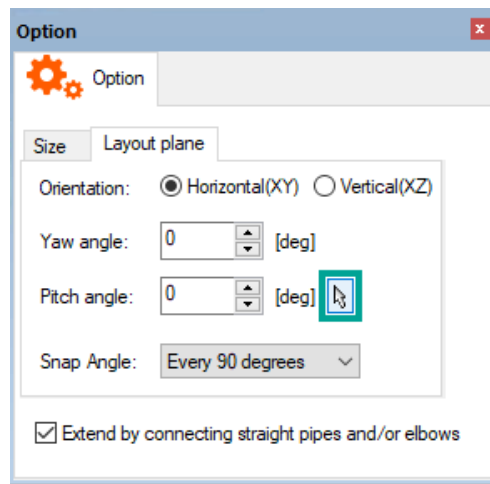 Option
Option
Size Layout plane
Orientation: Horizontal(XY) Vertical(XZ)
Yaw angle: 0 [deg]
Pitch angle: 0 [deg]
Snap Angle: Every 90 degrees
Extend by connecting straight pipes and/or elbows